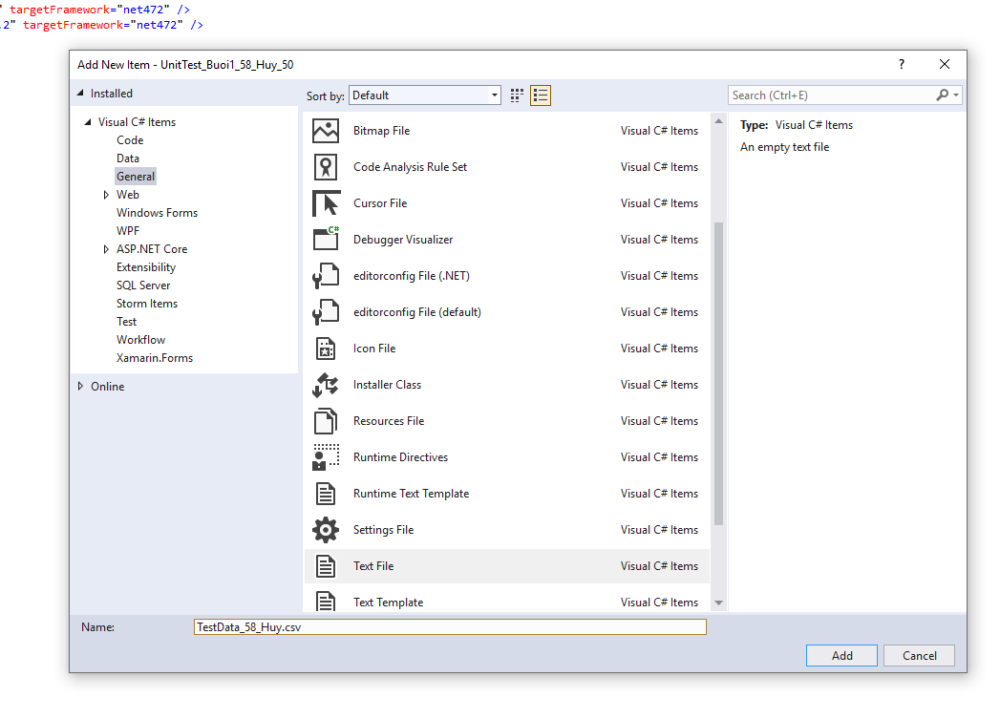 " targetFramework="net472" />
.2" targetFramework="net472" />
Add New Item - UnitTest_Buoi1_58_Huy_50
?
Installed
Visual C# Items
Code
Data
General
Web
Windows Forms
WPF
ASP.NET Core
Extensibility
SQL Server
Storm Items
Test
Workflow
Xamarin.Forms
Online
Sort by: Default
Search (Ctrl+E)
Bitmap File Visual C# Items
Code Analysis Rule Set Visual C# Items
Cursor File Visual C# Items
C#
Debugger Visualizer Visual C# Items
editorconfig File (.NET) Visual C# Items
editorconfig File (default) Visual C# Items
Icon File Visual C# Items
Installer Class Visual C# Items
Resources File Visual C# Items
Runtime Directives Visual C# Items
Runtime Text Template Visual C# Items
Settings File Visual C# Items
Text File Visual C# Items
Text Template Visual C# Items
Type: Visual C# Items
An empty text file
Name: TestData_58_Huy.csv
Add Cancel